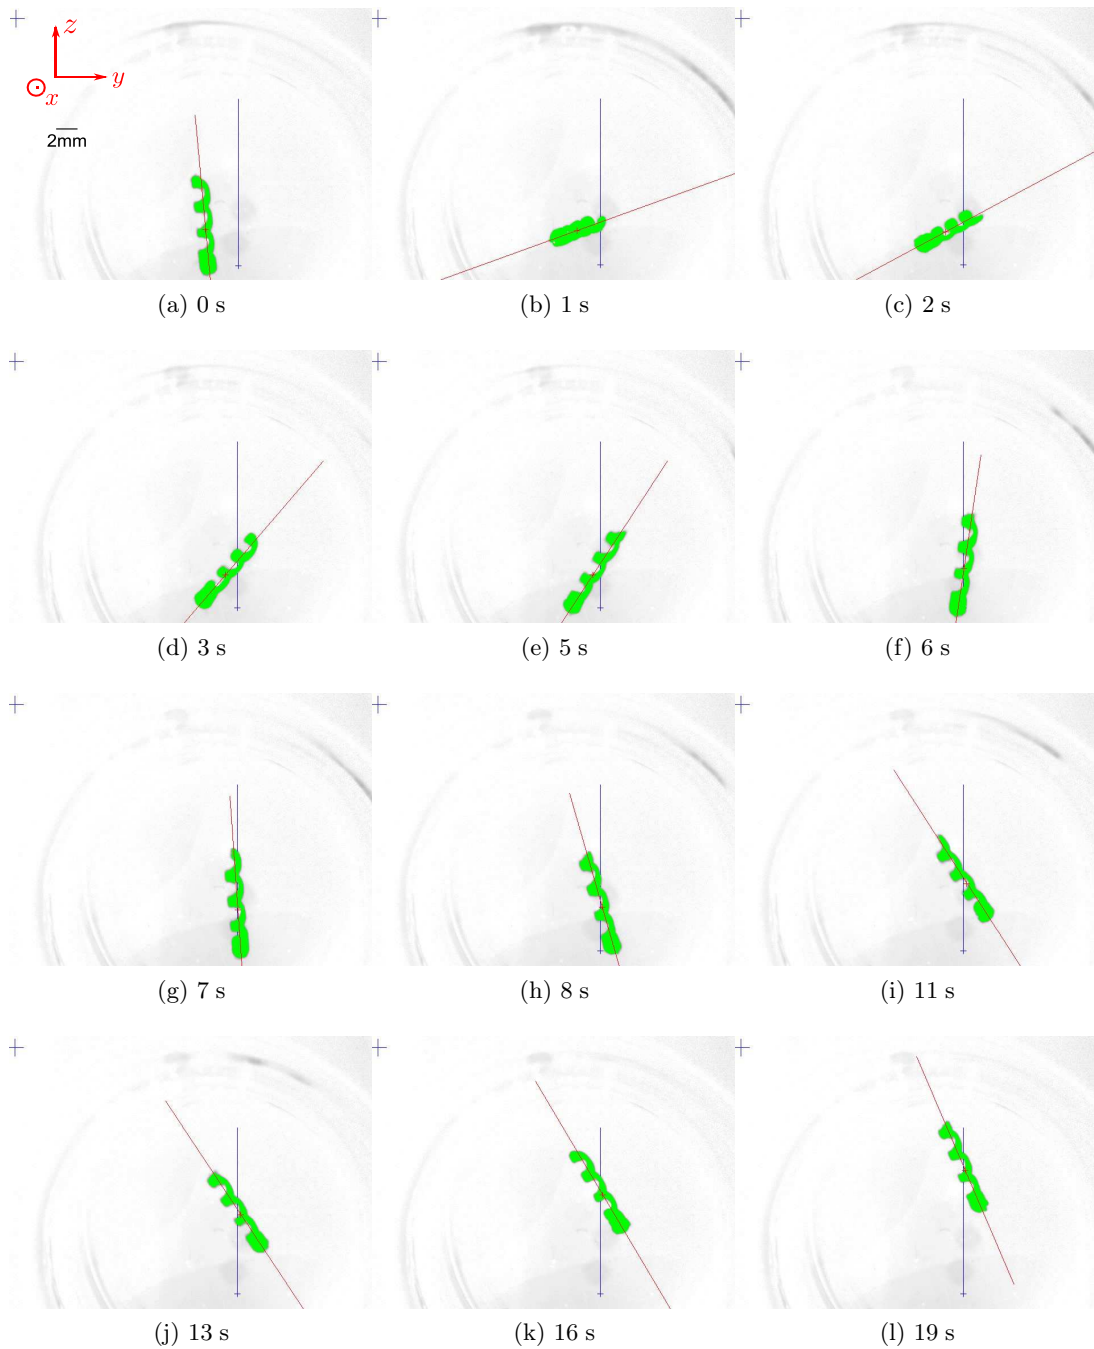 z
y
x
2mm
(a) 0 s
(b) 1 s
(c) 2 s
(d) 3 s
(e) 5 s
(f) 6 s
(g) 7 s
(h) 8 s
(i) 11 s
(j) 13 s
(k) 16 s
(l) 19 s